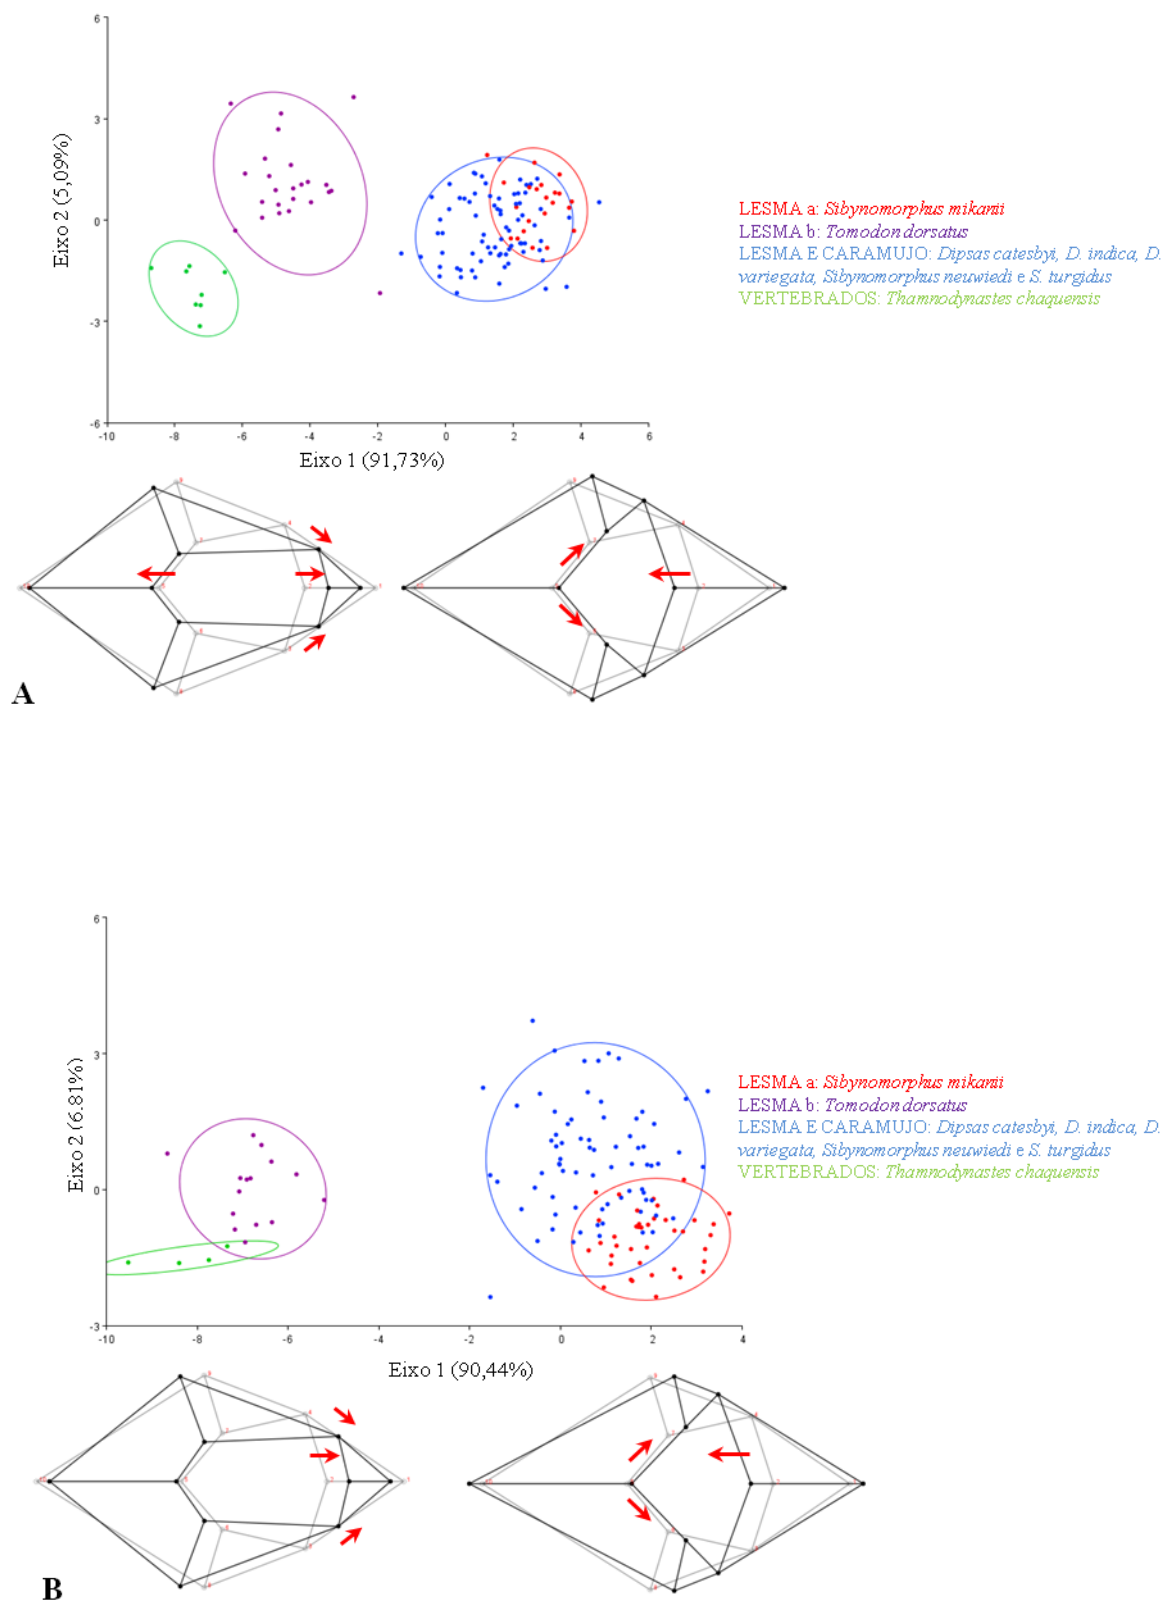 6
3
0
-3
-6
-10
-8
-6
-4
-2
0
2
4
6
Eixo 2 (5,09%)
Eixo 1 (91,73%)
LESMA a: Sibynomorphus mikanii
LESMA b: Tomodon dorsatus
LESMA E CARAMUJO: Dipsas catesbyi, D. indica, D.
variegata, Sibynomorphus neuwiedi e S. turgidus
VERTEBRADOS: Thamnodynastes chaquensis
A
6
3
0
-3
-10
-8
-6
-4
-2
0
2
4
Eixo 2 (6.81%)
Eixo 1 (90,44%)
LESMA a: Sibynomorphus mikanii
LESMA b: Tomodon dorsatus
LESMA E CARAMUJO: Dipsas catesbyi, D. indica, D.
variegata, Sibynomorphus neuwiedi e S. turgidus
VERTEBRADOS: Thamnodynastes chaquensis
B